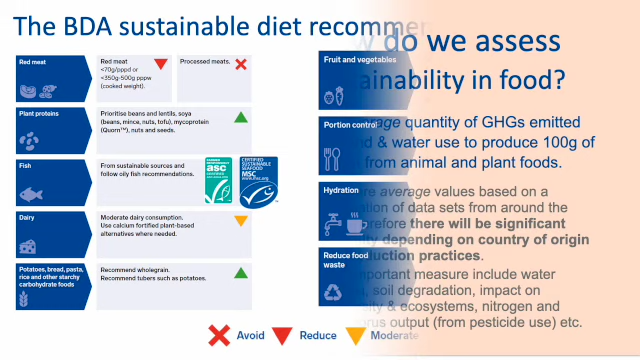 The BDA sustainable diet recommen
do we assess
inability in food?
Red meat
Red meat
<70g/pppd or
<350g-500g pppw
(cooked weight).
Processed meats.
Plant proteins
Prioritise beans and lentils, soya
(beans, mince, nuts, tofu), mycoprotein
(Quorn™), nuts and seeds.
Fish
From sustainable sources and
follow oily fish recommendations.
asc
CERTIFIED
SUSTAINABLE
SEAFOOD
MSC
Dairy
Moderate dairy consumption.
Use calcium fortified plant-based
alternatives where needed.
Potatoes, bread, pasta,
rice and other starchy
carbohydrate foods
Recommend wholegrain.
Recommend tubers such as potatoes.
Fruit and vegetables
Portion control
Hydration
Reduce food
waste
quantity of GHGs emitted
& water use to produce 100g of
from animal and plant foods.
average values based on a
of data sets from around the
there will be significant
depending on country of origin
practices.
important measure include water
soil degradation, impact on
& ecosystems, nitrogen and
output (from pesticide use) etc.
Avoid
Reduce
Moderate